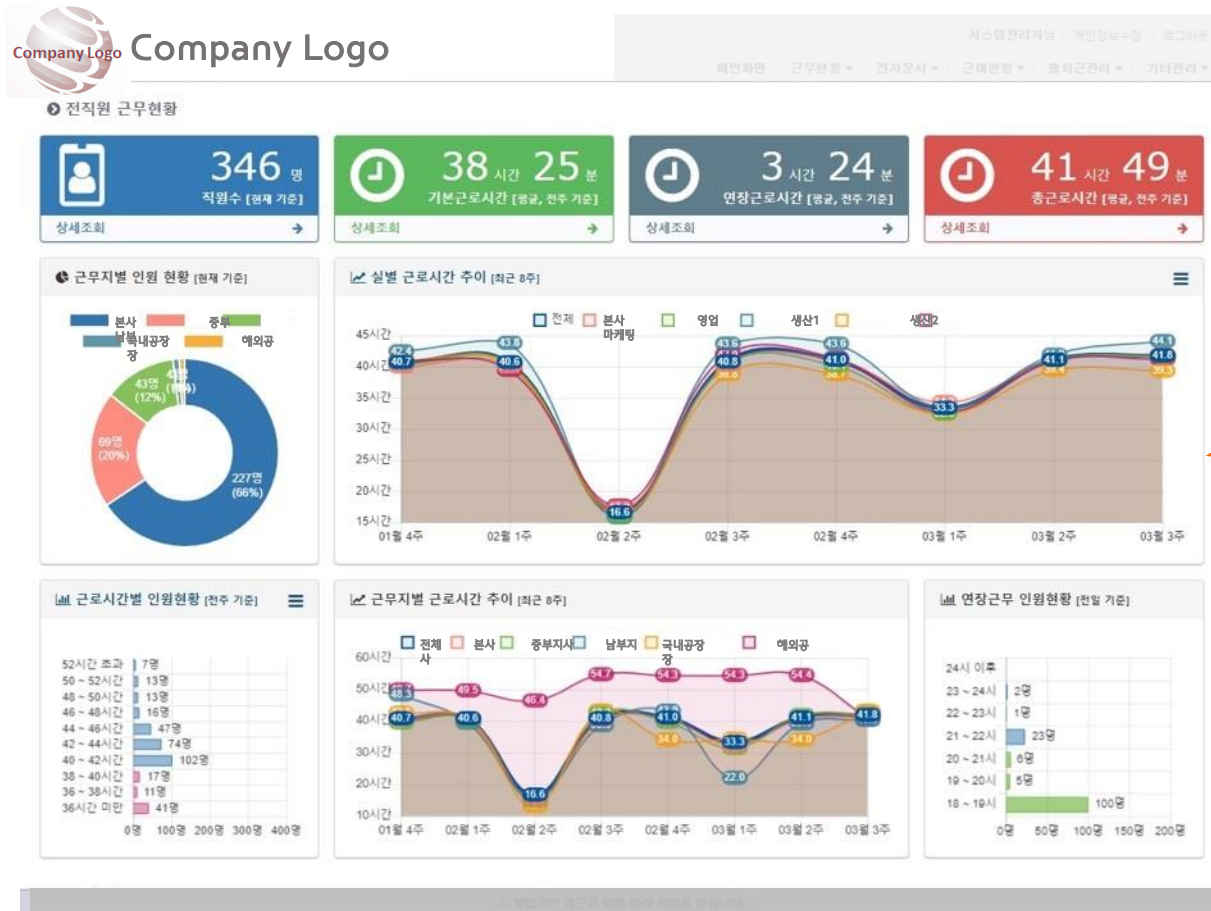 Company Logo Company Logo
시스템관리자님 개인정보수정 로그아웃
메인화면 근무현황 전자문서 근태현황 출퇴근관리 기타관리
전직원 근무현황
346 명
직원수 [현재 기준]
상세조회
38 시간 25 분
기본근로시간 [평균, 전주 기준]
상세조회
3 시간 24 분
연장근로시간 [평균, 전주 기준]
상세조회
41 시간 49 분
총근로시간 [평균, 전주 기준]
상세조회
근무지별 인원 현황 [현재 기준]
본사 중부
국내공장 해외공
장
43명
(12%)
69명
(20%)
227명
(66%)
실별 근로시간 추이 [최근 8주]
전체 본사 영업 생산1 생산2
마케팅
45시간
40시간
35시간
30시간
25시간
20시간
15시간
42.4 43.8 43.6 43.6 44.1
40.7 40.6 16.6 40.8 41.0 33.3 41.1 41.8
38.8 38.7 39.4 39.3
01월 4주 02월 1주 02월 2주 02월 3주 02월 4주 03월 1주 03월 2주 03월 3주
근로시간별 인원현황 [전주 기준]
52시간 초과 7명
50 ~ 52시간 13명
48 ~ 50시간 13명
46 ~ 48시간 16명
44 ~ 46시간 47명
42 ~ 44시간 74명
40 ~ 42시간 102명
38 ~ 40시간 17명
36 ~ 38시간 11명
36시간 미만 41명
0명 100명 200명 300명 400명
근무지별 근로시간 추이 [최근 8주]
전체 본사 중부지사 남부지 국내공장 해외공
사 장
60시간
50시간
40시간
30시간
20시간
10시간
49.5 46.4 54.7 54.3 54.3 54.4
48.3
40.7 40.6 16.6 40.8 41.0 33.3 41.1 41.8
34.0 22.0 34.0
01월 4주 02월 1주 02월 2주 02월 3주 02월 4주 03월 1주 03월 2주 03월 3주
연장근무 인원현황 [전일 기준]
24시 이후
23 ~ 24시 2명
22 ~ 23시 1명
21 ~ 22시 23명
20 ~ 21시 6명
19 ~ 20시 5명
18 ~ 19시 100명
0명 50명 100명 150명 200명
불법적인 접근은 법에 따라 처벌을 받습니다.